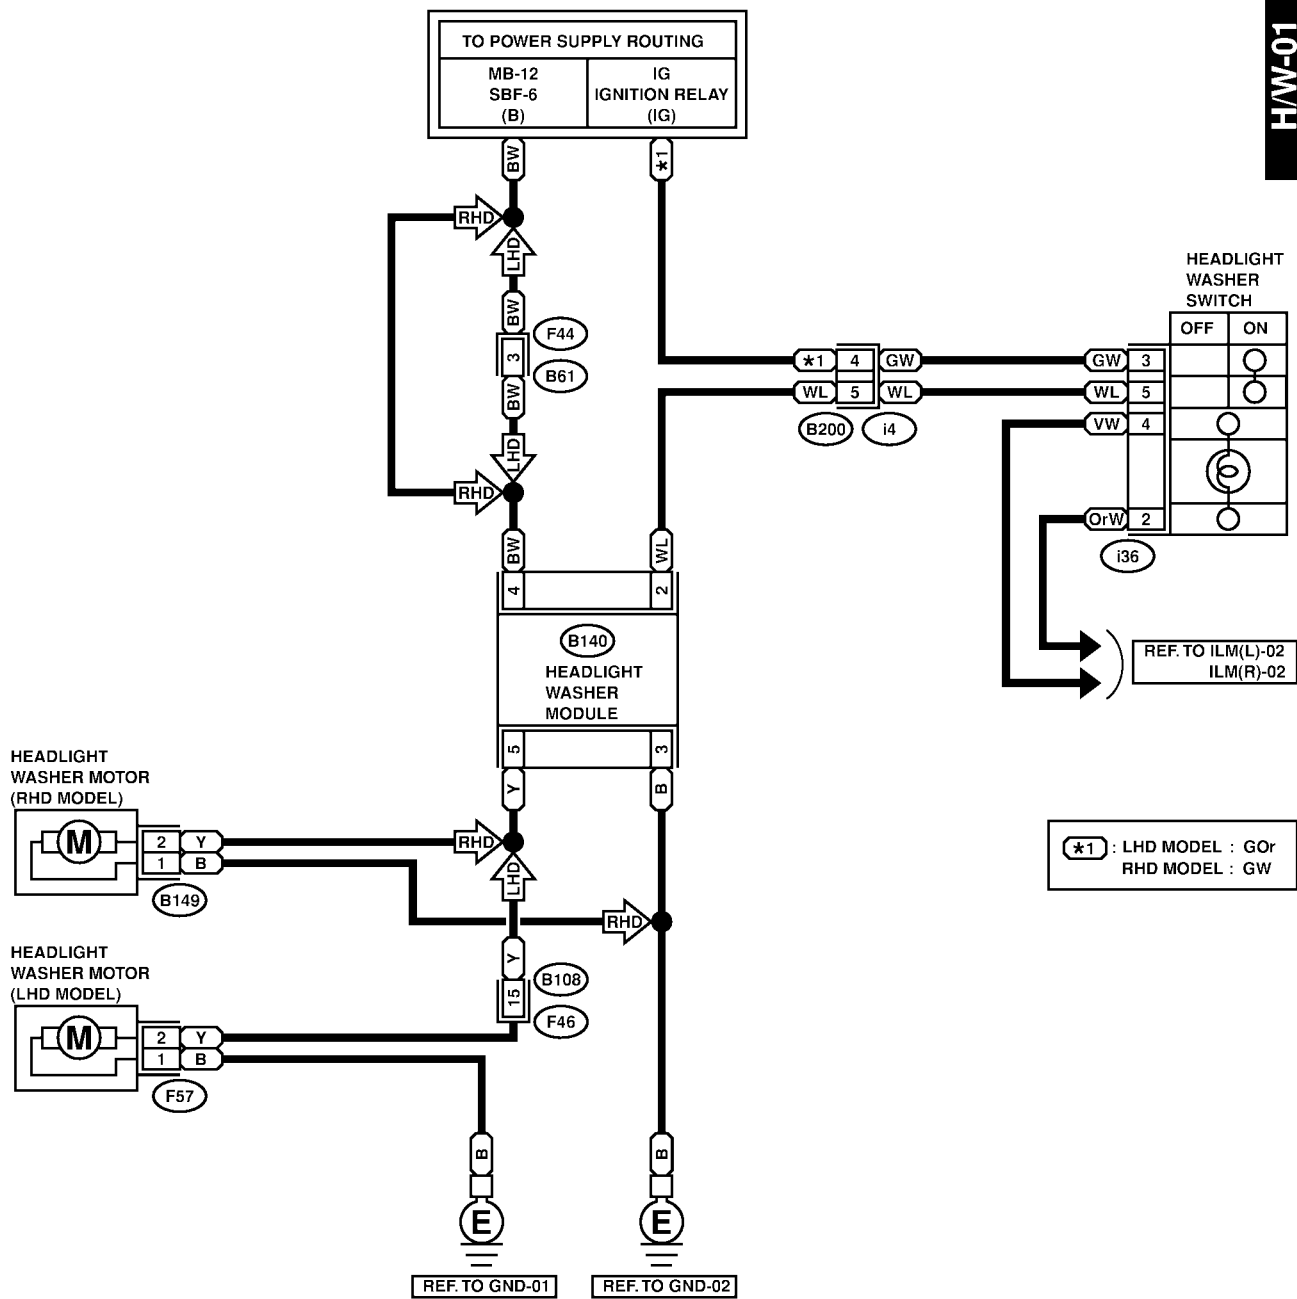 H/W-01
TO POWER SUPPLY ROUTING
MB-12
SBF-6
(B)
IG
IGNITION RELAY
(IG)
BW
*1
RHD
LHD
BW
F44
3
B61
BW
LHD
RHD
BW
WL
HEADLIGHT
WASHER
SWITCH
OFF ON
*1 4 GW
GW 3
WL 5 WL
WL 5
B200 i4
VW 4
OrW 2
i36
REF. TO ILM(L)-02
ILM(R)-02
4
2
B140
HEADLIGHT
WASHER
MODULE
5
3
Y
B
HEADLIGHT
WASHER MOTOR
(RHD MODEL)
M
2 Y
1 B
B149
RHD
LHD
RHD
*1 : LHD MODEL : GOr
RHD MODEL : GW
Y
B108
15
F46
HEADLIGHT
WASHER MOTOR
(LHD MODEL)
M
2 Y
1 B
F57
B
B
E
E
REF. TO GND-01
REF. TO GND-02